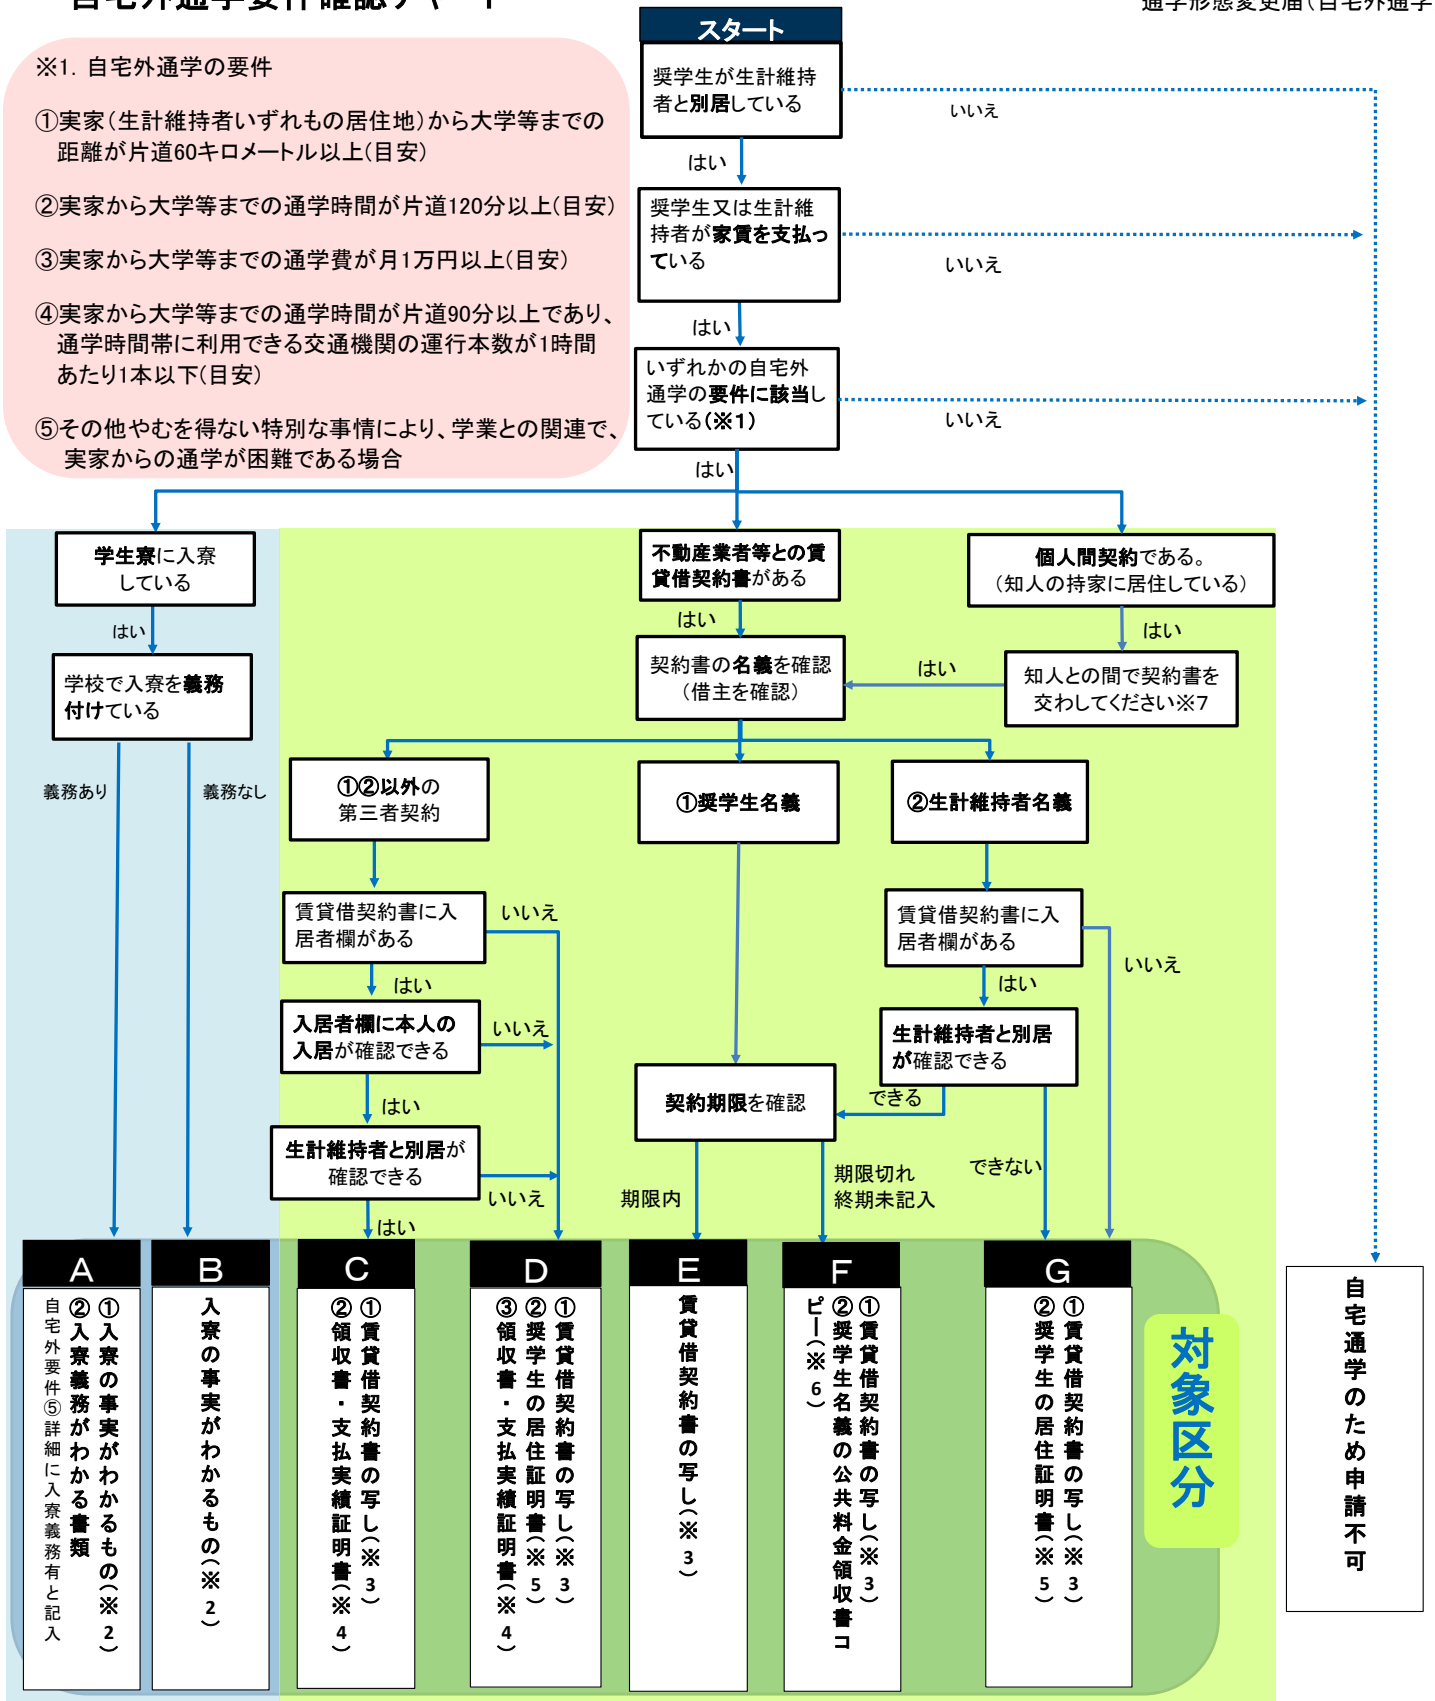 自宅外通学要件確認チャート
通学形態変更届（自宅外通学
スタート
※1．自宅外通学の要件
①実家（生計維持者いずれもの居住地）から大学等までの
距離が片道60キロメートル以上（目安）
②実家から大学等までの通学時間が片道120分以上（目安）
③実家から大学等までの通学費が月1万円以上（目安）
④実家から大学等までの通学時間が片道90分以上であり、
通学時間帯に利用できる交通機関の運行本数が1時間
あたり1本以下（目安）
⑤その他やむを得ない特別な事情により、学業との関連で、
実家からの通学が困難である場合
奨学生が生計維持
者と別居している
いいえ
はい
奨学生又は生計維
持者が家賃を支払っ
ている
いいえ
はい
いずれかの自宅外
通学の要件に該当し
ている(※1)
いいえ
はい
学生寮に入寮
している
不動産業者等との賃
貸借契約書がある
個人間契約である。
（知人の持家に居住している）
はい
はい
はい
学校で入寮を義務
付けている
契約書の名義を確認
（借主を確認）
はい
知人との間で契約書を
交わしてください※7
義務あり
義務なし
①②以外の
第三者契約
①奨学生名義
②生計維持者名義
賃貸借契約書に入
居者欄がある
いいえ
賃貸借契約書に入
居者欄がある
いいえ
はい
はい
入居者欄に本人の
入居が確認できる
いいえ
生計維持者と別居
が確認できる
はい
契約期限を確認
できる
生計維持者と別居が
確認できる
いいえ
できない
期限内
期限切れ
終期未記入
はい
A
①入寮の事実がわかるもの（※2）
②入寮義務がわかる書類
自宅外要件⑤詳細に入寮義務有と記入
B
入寮の事実がわかるもの（※2）
C
①賃貸借契約書の写し（※3）
②領収書・支払実績証明書（※4）
D
①賃貸借契約書の写し（※3）
②奨学生の居住証明書（※5）
③領収書・支払実績証明書（※4）
E
賃貸借契約書の写し（※3）
F
①賃貸借契約書の写し（※3）
②奨学生名義の公共料金領収書コ
ピー（※6）
G
①賃貸借契約書の写し（※3）
②奨学生の居住証明書（※5）
対象区分
自宅通学のため申請不可